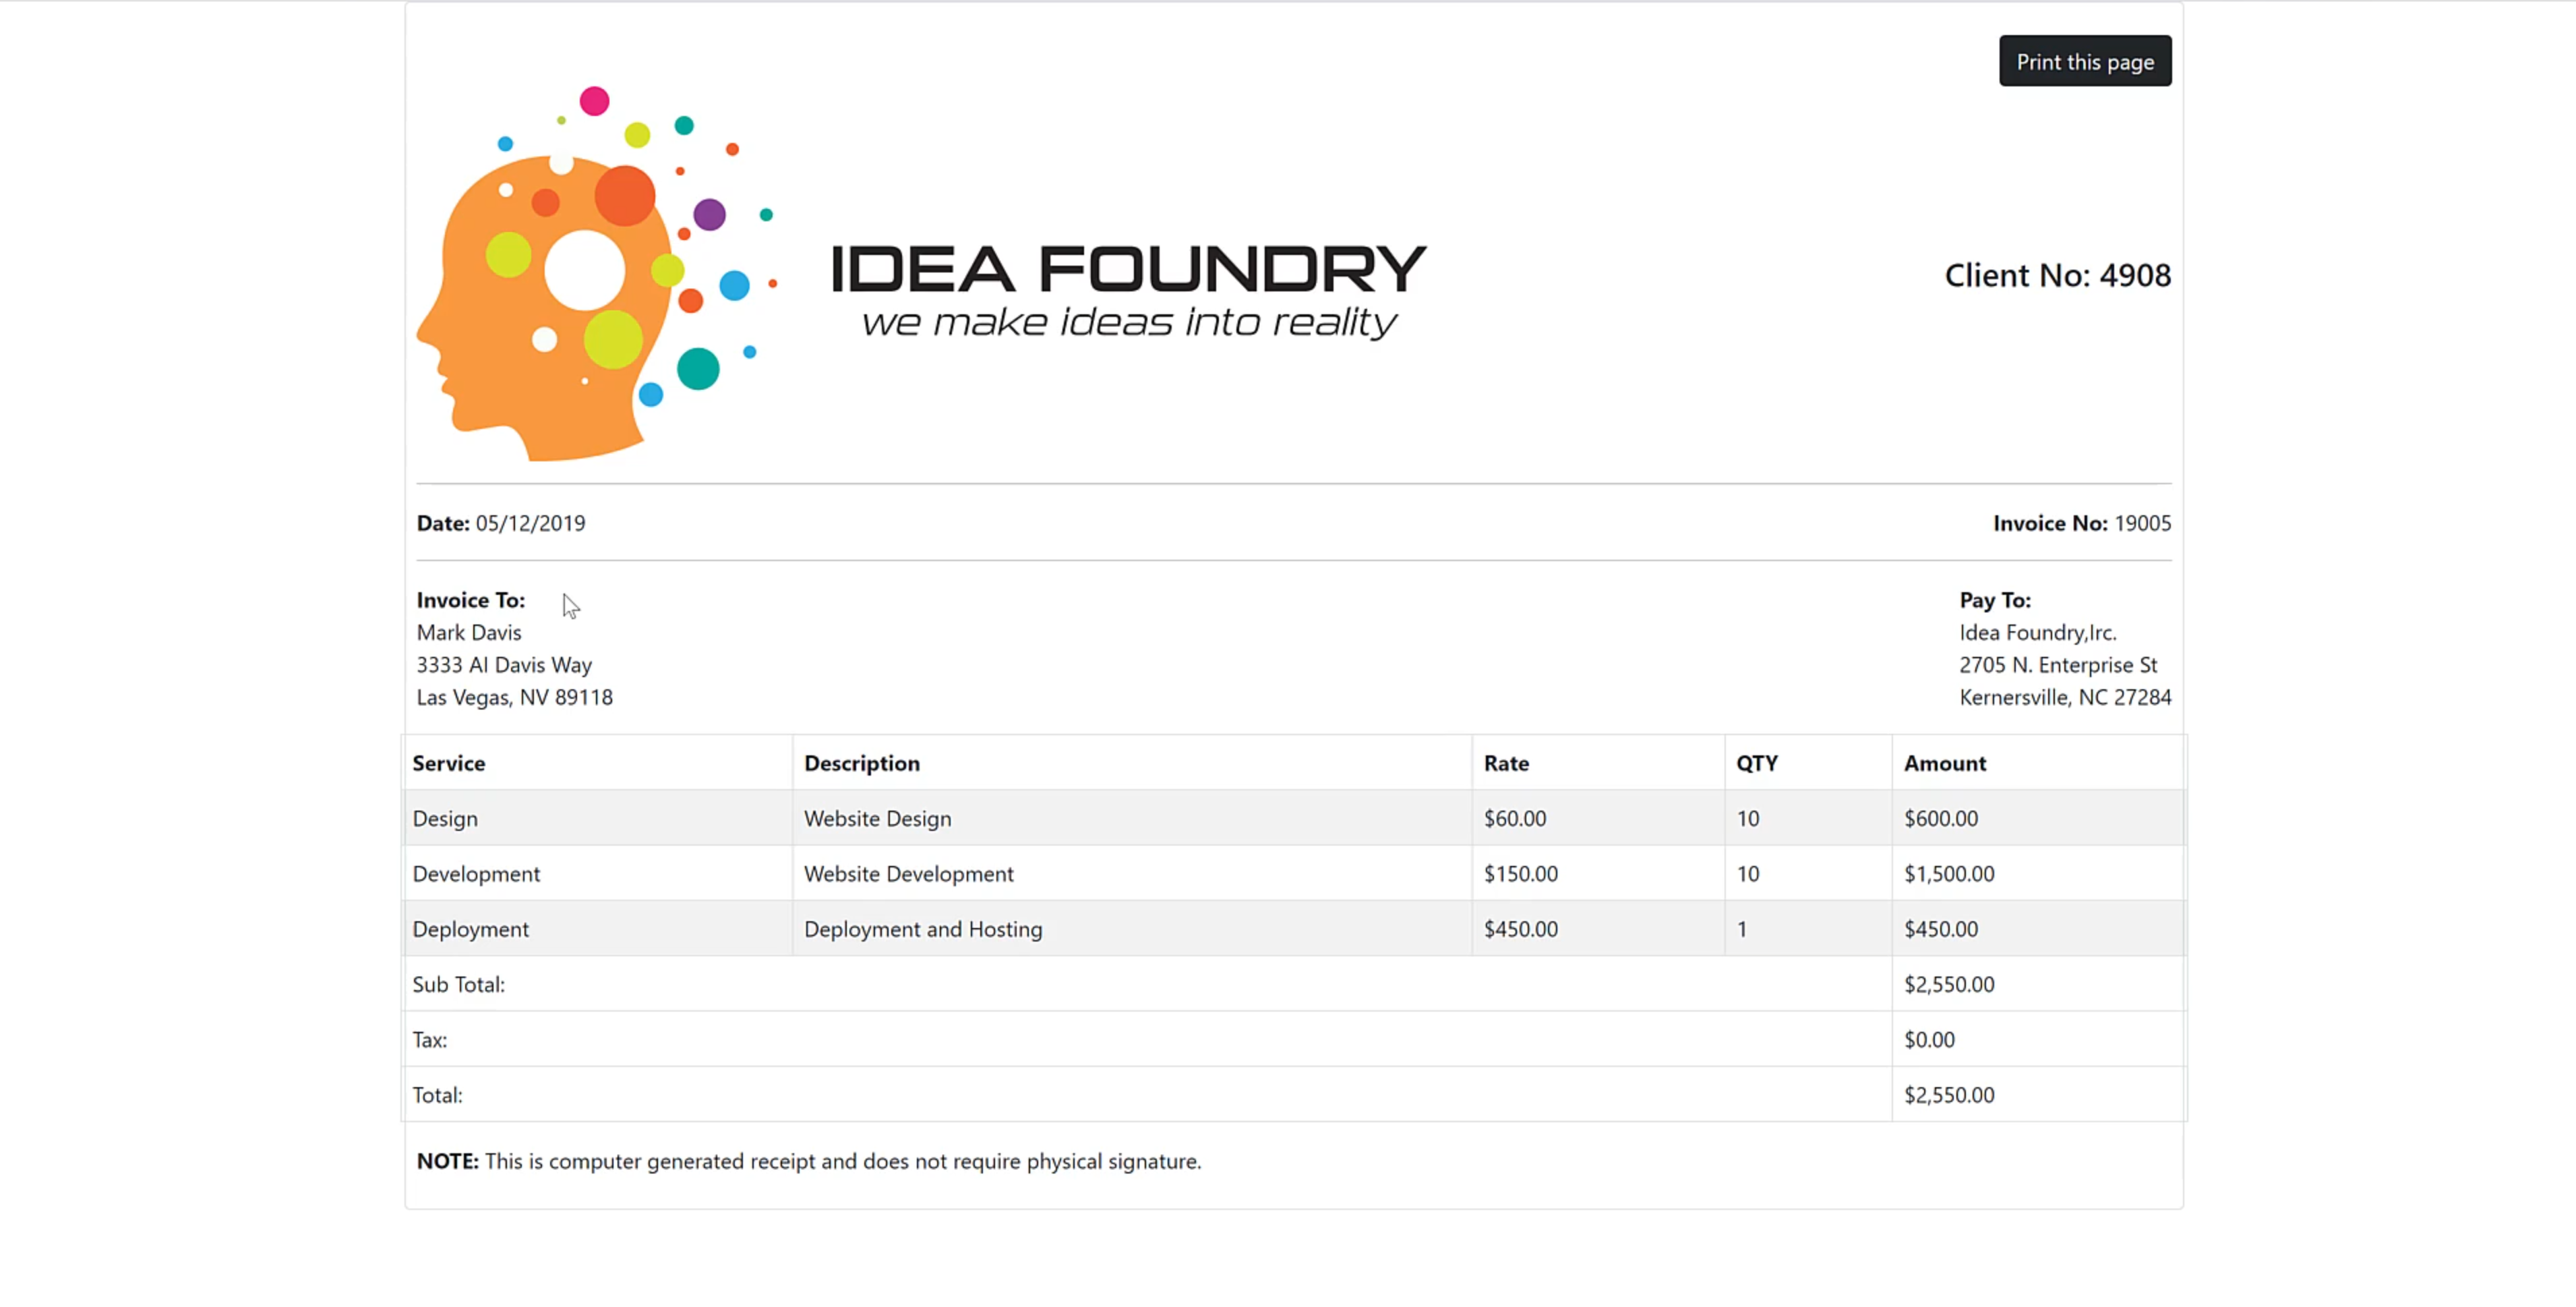 Print this page
IDEA FOUNDRY
we make ideas into reality
Client No: 4908
Date: 05/12/2019
Invoice No: 19005
Invoice To:
Mark Davis
3333 Al Davis Way
Las Vegas, NV 89118
Pay To:
Idea Foundry,Irc.
2705 N. Enterprise St
Kernersville, NC 27284
Service Description Rate QTY Amount
Design Website Design $60.00 10 $600.00
Development Website Development $150.00 10 $1,500.00
Deployment Deployment and Hosting $450.00 1 $450.00
Sub Total: $2,550.00
Tax: $0.00
Total: $2,550.00
NOTE: This is computer generated receipt and does not require physical signature.